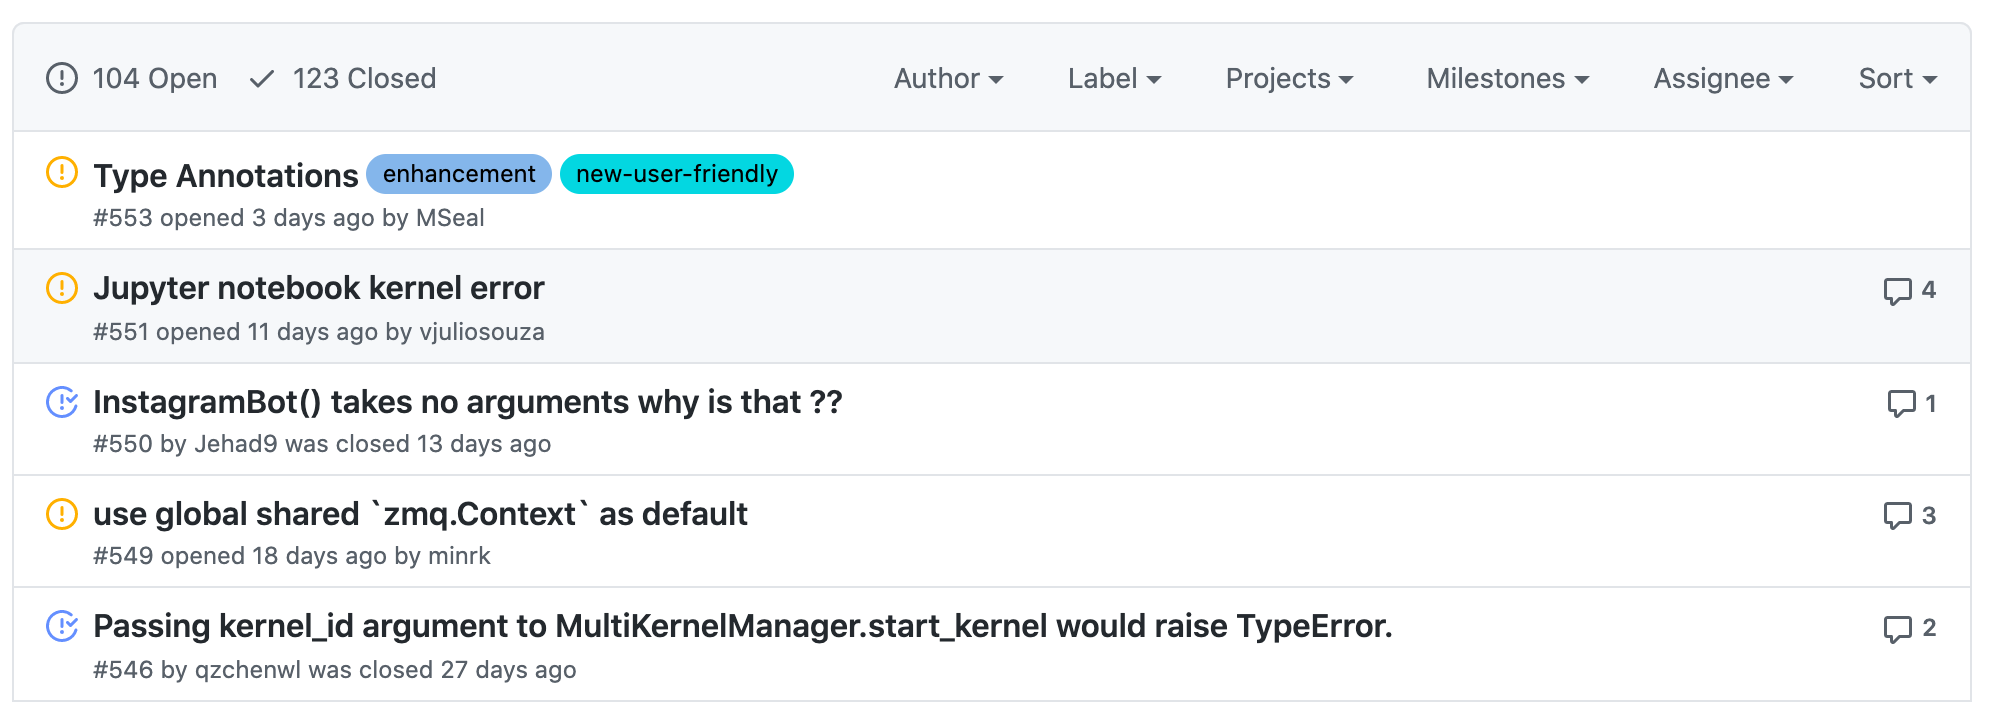 104 Open 123 Closed Author Label Projects Milestones Assignee Sort
Type Annotations enhancement new-user-friendly
#553 opened 3 days ago by MSeal
Jupyter notebook kernel error 4
#551 opened 11 days ago by vjuliosouza
InstagramBot() takes no arguments why is that ?? 1
#550 by Jehad9 was closed 13 days ago
use global shared `zmq.Context` as default 3
#549 opened 18 days ago by minrk
Passing kernel_id argument to MultiKernelManager.start_kernel would raise TypeError. 2
#546 by qzchenwl was closed 27 days ago